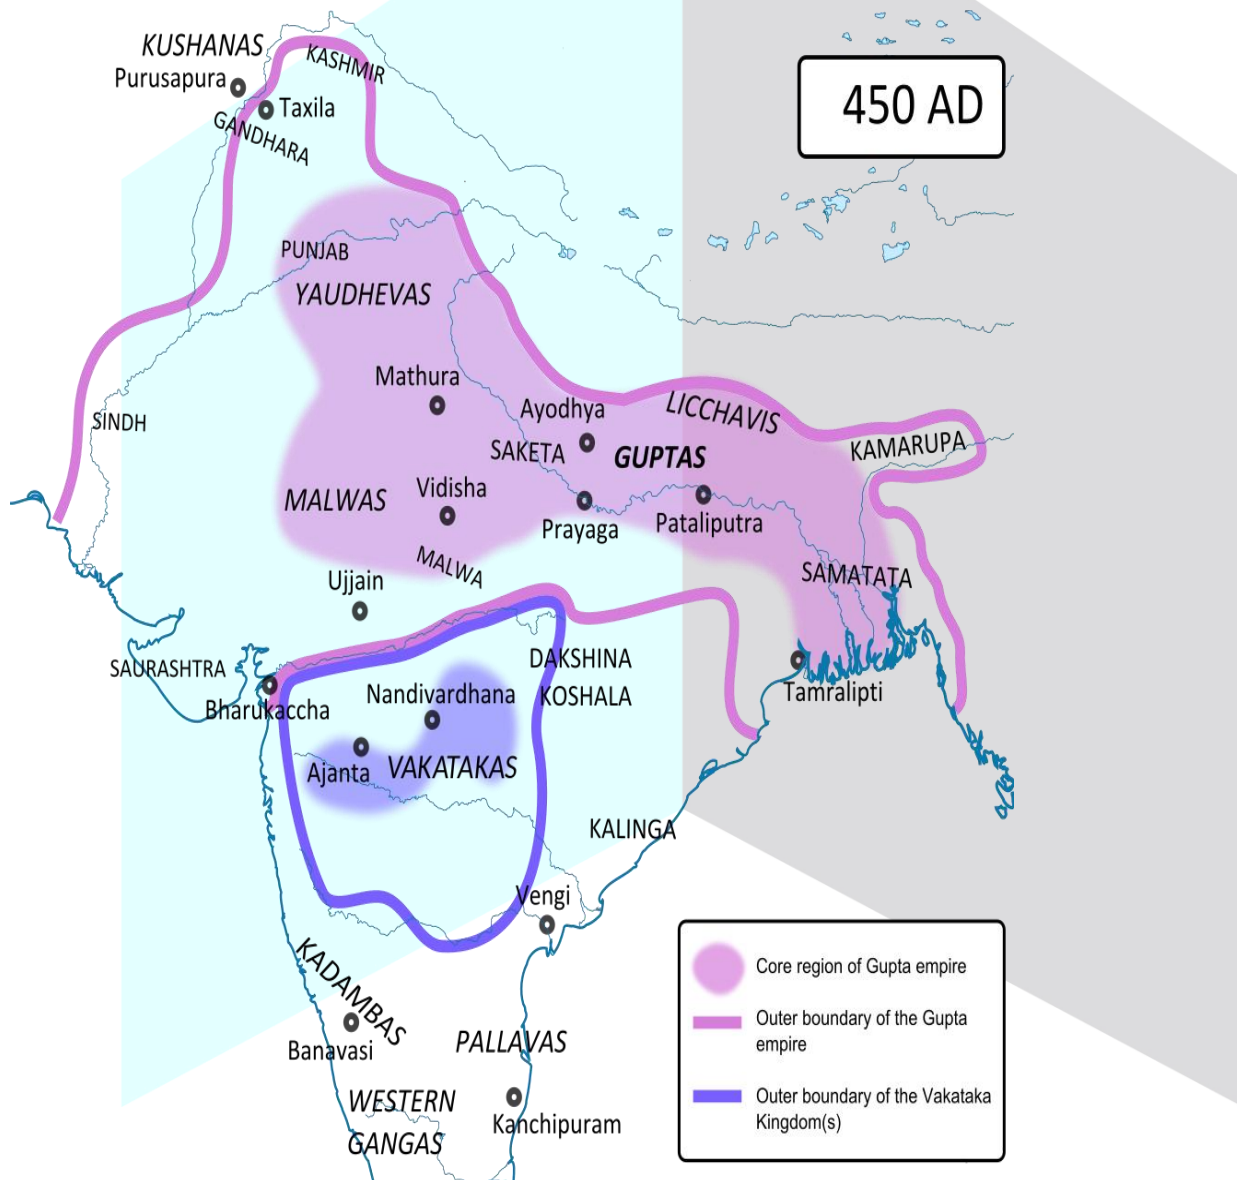 KUSHANAS
Purusapura
KASHMIR
Taxila
GANDHARA
450 AD
PUNJAB
YAUDHEVAS
Mathura
Ayodhya
LICCHAVIS
SINDH
SAKETA
GUPTAS
KAMARUPA
MALWAS
Vidisha
Prayaga
Pataliputra
MALWA
Ujjain
SAMATATA
SAURASHTRA
DAKSHINA
KOSHALA
Nandivardhana
Tamralipti
Bharukaccha
Ajanta
VAKATAKAS
KALINGA
Vengi
KADAMBAS
Banavasi
PALLAVAS
WESTERN
GANGAS
Kanchipuram
Core region of Gupta empire
Outer boundary of the Gupta
empire
Outer boundary of the Vakataka
Kingdom(s)